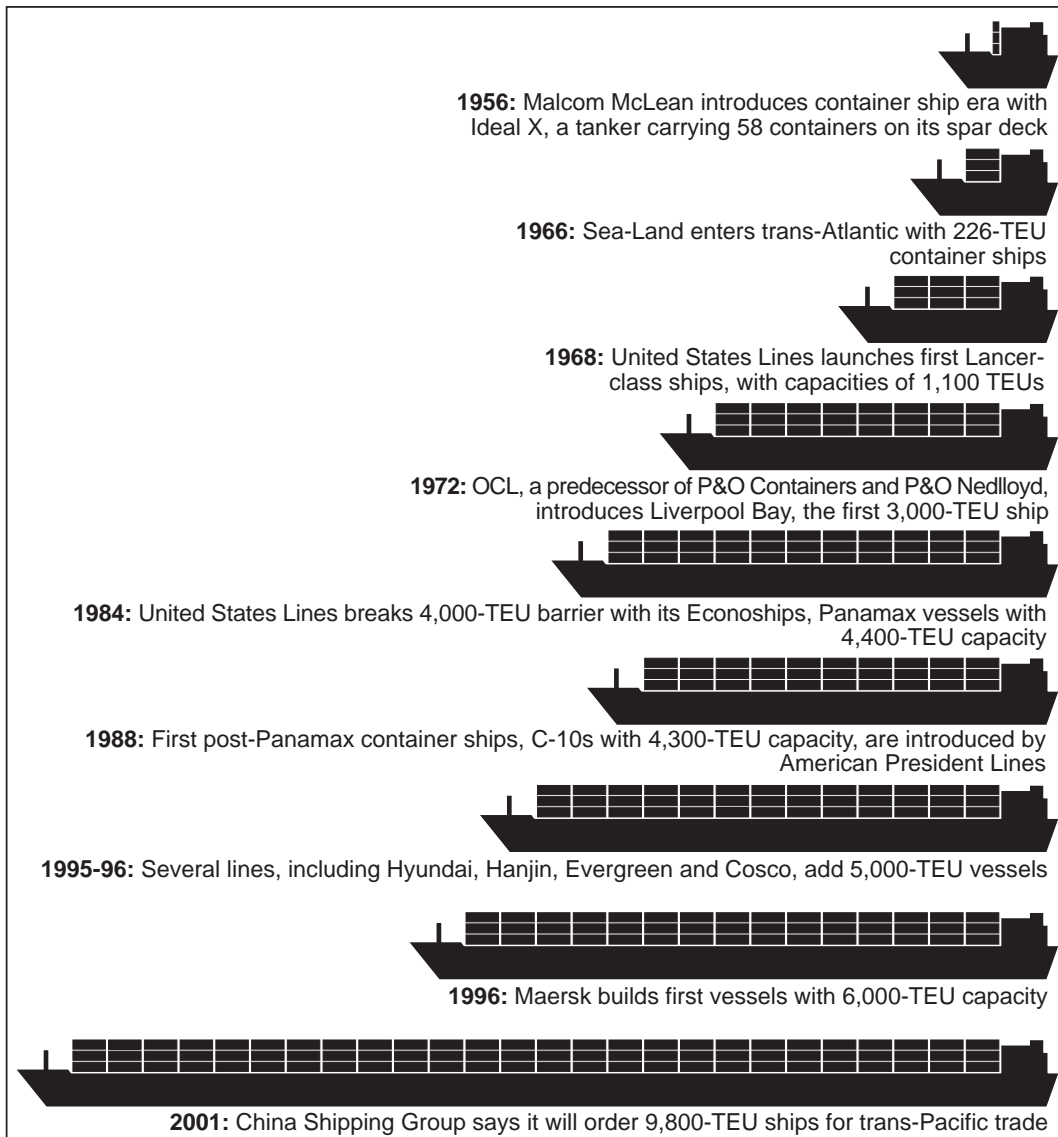 1956: Malcom McLean introduces container ship era with
Ideal X, a tanker carrying 58 containers on its spar deck
1966: Sea-Land enters trans-Atlantic with 226-TEU
container ships
1968: United States Lines launches first Lancer-
class ships, with capacities of 1,100 TEUs
1972: OCL, a predecessor of P&O Containers and P&O Nedlloyd,
introduces Liverpool Bay, the first 3,000-TEU ship
1984: United States Lines breaks 4,000-TEU barrier with its Econoships, Panamax vessels with
4,400-TEU capacity
1988: First post-Panamax container ships, C-10s with 4,300-TEU capacity, are introduced by
American President Lines
1995-96: Several lines, including Hyundai, Hanjin, Evergreen and Cosco, add 5,000-TEU vessels
1996: Maersk builds first vessels with 6,000-TEU capacity
2001: China Shipping Group says it will order 9,800-TEU ships for trans-Pacific trade